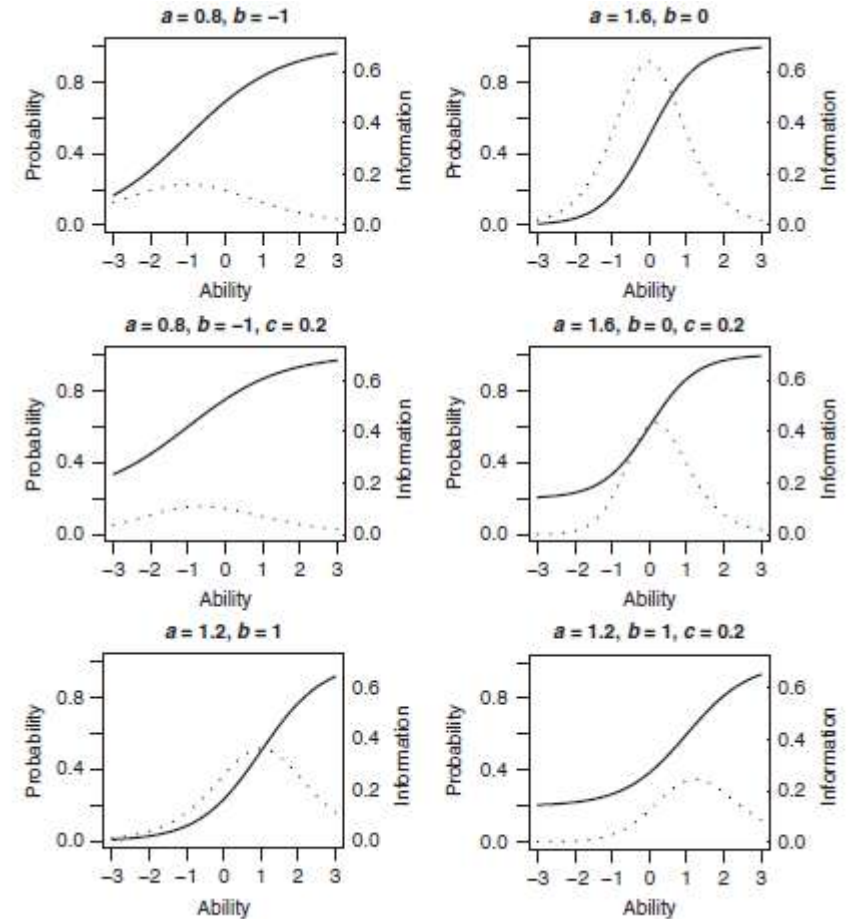 a = 0.8, b = −1
0.8
0.4
0.0
Probability
0.6
0.4
0.2
0.0
Information
−3 −2 −1 0 1 2 3
Ability
a = 1.6, b = 0
0.8
0.4
0.0
Probability
0.6
0.4
0.2
0.0
Information
−3 −2 −1 0 1 2 3
Ability
a = 0.8, b = −1, c = 0.2
0.8
0.4
0.0
Probability
0.6
0.4
0.2
0.0
Information
−3 −2 −1 0 1 2 3
Ability
a = 1.6, b = 0, c = 0.2
0.8
0.4
0.0
Probability
0.6
0.4
0.2
0.0
Information
−3 −2 −1 0 1 2 3
Ability
a = 1.2, b = 1
0.8
0.4
0.0
Probability
0.6
0.4
0.2
0.0
Information
−3 −2 −1 0 1 2 3
Ability
a = 1.2, b = 1, c = 0.2
0.8
0.4
0.0
Probability
0.6
0.4
0.2
0.0
Information
−3 −2 −1 0 1 2 3
Ability